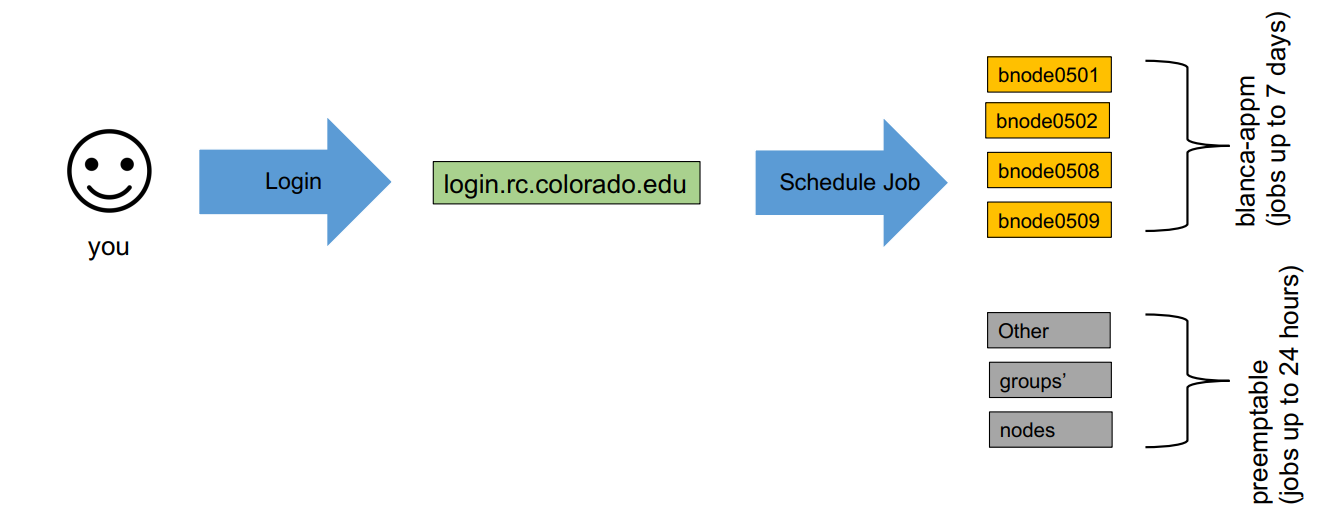 you
Login
login.rc.colorado.edu
Schedule Job
bnode0501
bnode0502
bnode0508
bnode0509
blanca-appm
(jobs up to 7 days)
Other
groups’
nodes
preemptable
(jobs up to 24 hours)